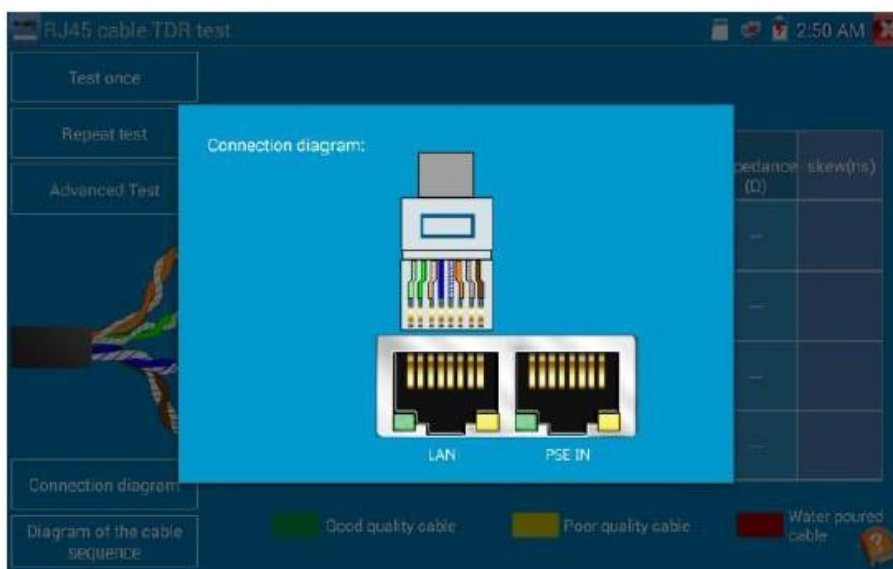 RJ45 cable TDR test
2:50 AM
Test once
Repeat test
Advanced Test
Connection diagram:
skew(ns)
(Ω)
LAN
PSE IN
Connection diagram
Diagram of the cable
sequence
Good quality cable
Poor quality cable
Water poured
cable
?